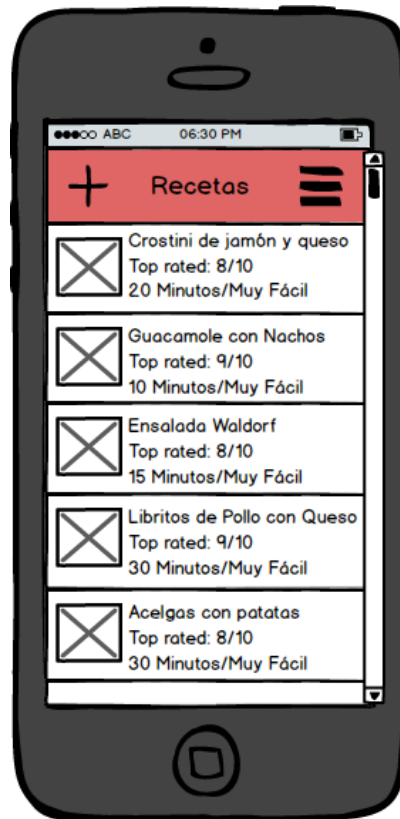 ABC 06:30 PM
Recetas
Crostini de jamón y queso
Top rated: 8/10
20 Minutos/Muy Fácil
Guacamole con Nachos
Top rated: 9/10
10 Minutos/Muy Fácil
Ensalada Waldorf
Top rated: 8/10
15 Minutos/Muy Fácil
Libritos de Pollo con Queso
Top rated: 9/10
30 Minutos/Muy Fácil
Acelgas con patatas
Top rated: 8/10
30 Minutos/Muy Fácil